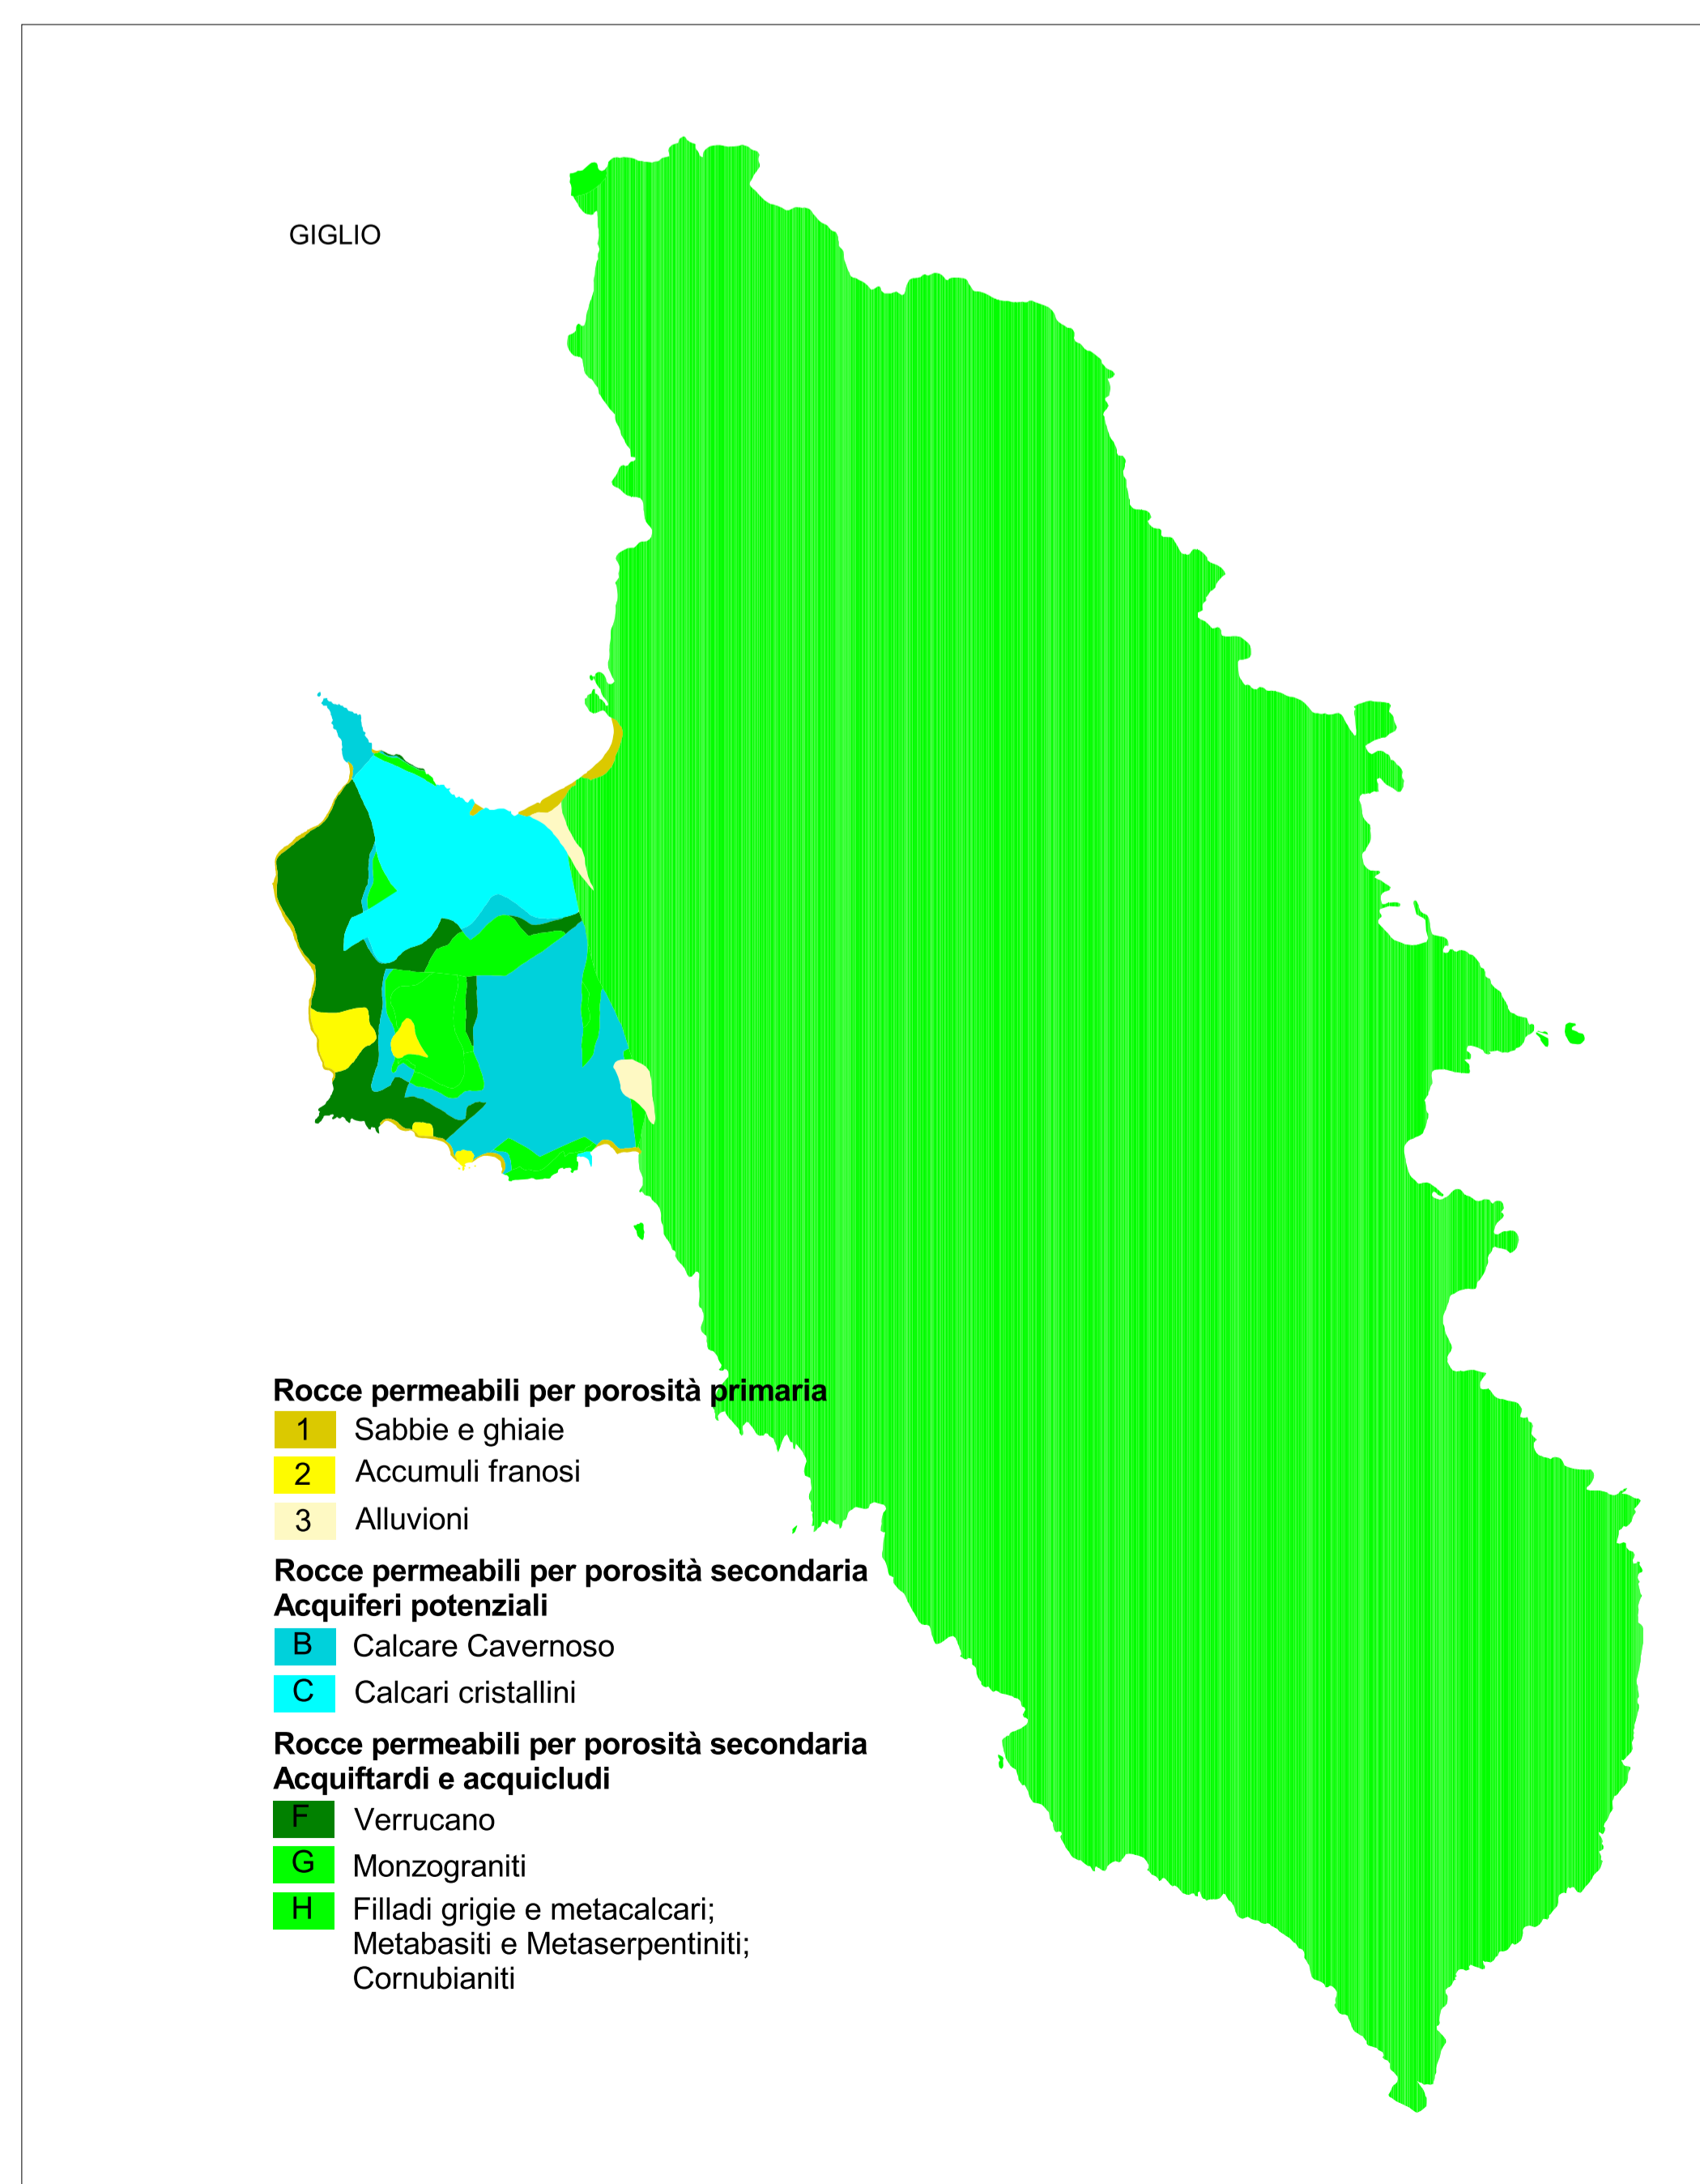 GIGLIO
Rocce permeabili per porosità primaria
1 Sabbie e ghiaie
2 Accumuli franosi
3 Alluvioni
Rocce permeabili per porosità secondaria
Acquiferi potenziali
B Calcare Cavernoso
C Calcari cristallini
Rocce permeabili per porosità secondaria
Acquiftardi e acquicludi
F Verrucano
G Monzograniti
H Filladi grigie e metacalcari;
Metabasiti e Metaserpentiniti;
Cornubianiti